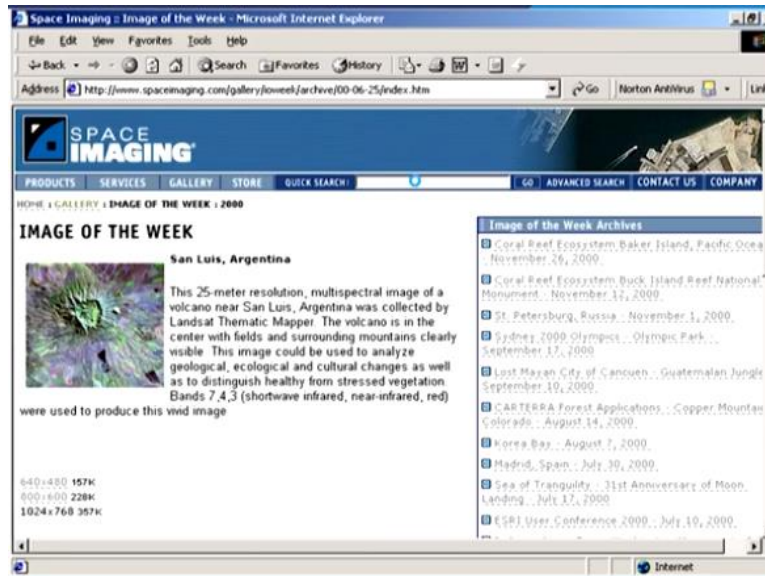 Space Imaging :: Image of the Week - Microsoft Internet Explorer
File Edit View Favorites Tools Help
Back Search Favorites History
Address http://www.spaceimaging.com/gallery/ioweek/archive/00-06-25/index.htm Go Norton AntiVirus
SPACE
IMAGING
PRODUCTS SERVICES GALLERY STORE QUICK SEARCH: GO ADVANCED SEARCH CONTACT US COMPANY
HOME : GALLERY : IMAGE OF THE WEEK : 2000
IMAGE OF THE WEEK
San Luis, Argentina
This 25-meter resolution, multispectral image of a
volcano near San Luis, Argentina was collected by
Landsat Thematic Mapper. The volcano is in the
center with fields and surrounding mountains clearly
visible. This image could be used to analyze
geological, ecological and cultural changes as well
as to distinguish healthy from stressed vegetation.
Bands 7,4,3 (shortwave infrared, near-infrared, red)
were used to produce this vivid image
640x480 157K
800x600 228K
1024x768 357K
Image of the Week Archives
Coral Reef Ecosystem Baker Island, Pacific Ocea
- November 26, 2000
Coral Reef Ecosystem Buck Island Reef National
Monument - November 12, 2000
St. Petersburg, Russia - November 1, 2000
Sydney 2000 Olympics - Olympic Park -
September 17, 2000
Lost Mayan City of Cancuen - Guatemalan Jungle
September 10, 2000
CARTERRA Forest Applications - Copper Mountai
Colorado - August 14, 2000
Korea Bay - August 7, 2000
Madrid, Spain - July 30, 2000
Sea of Tranquility - 31st Anniversary of Moon
Landing - July 17, 2000
ESRI User Conference 2000 - July 10, 2000
Internet